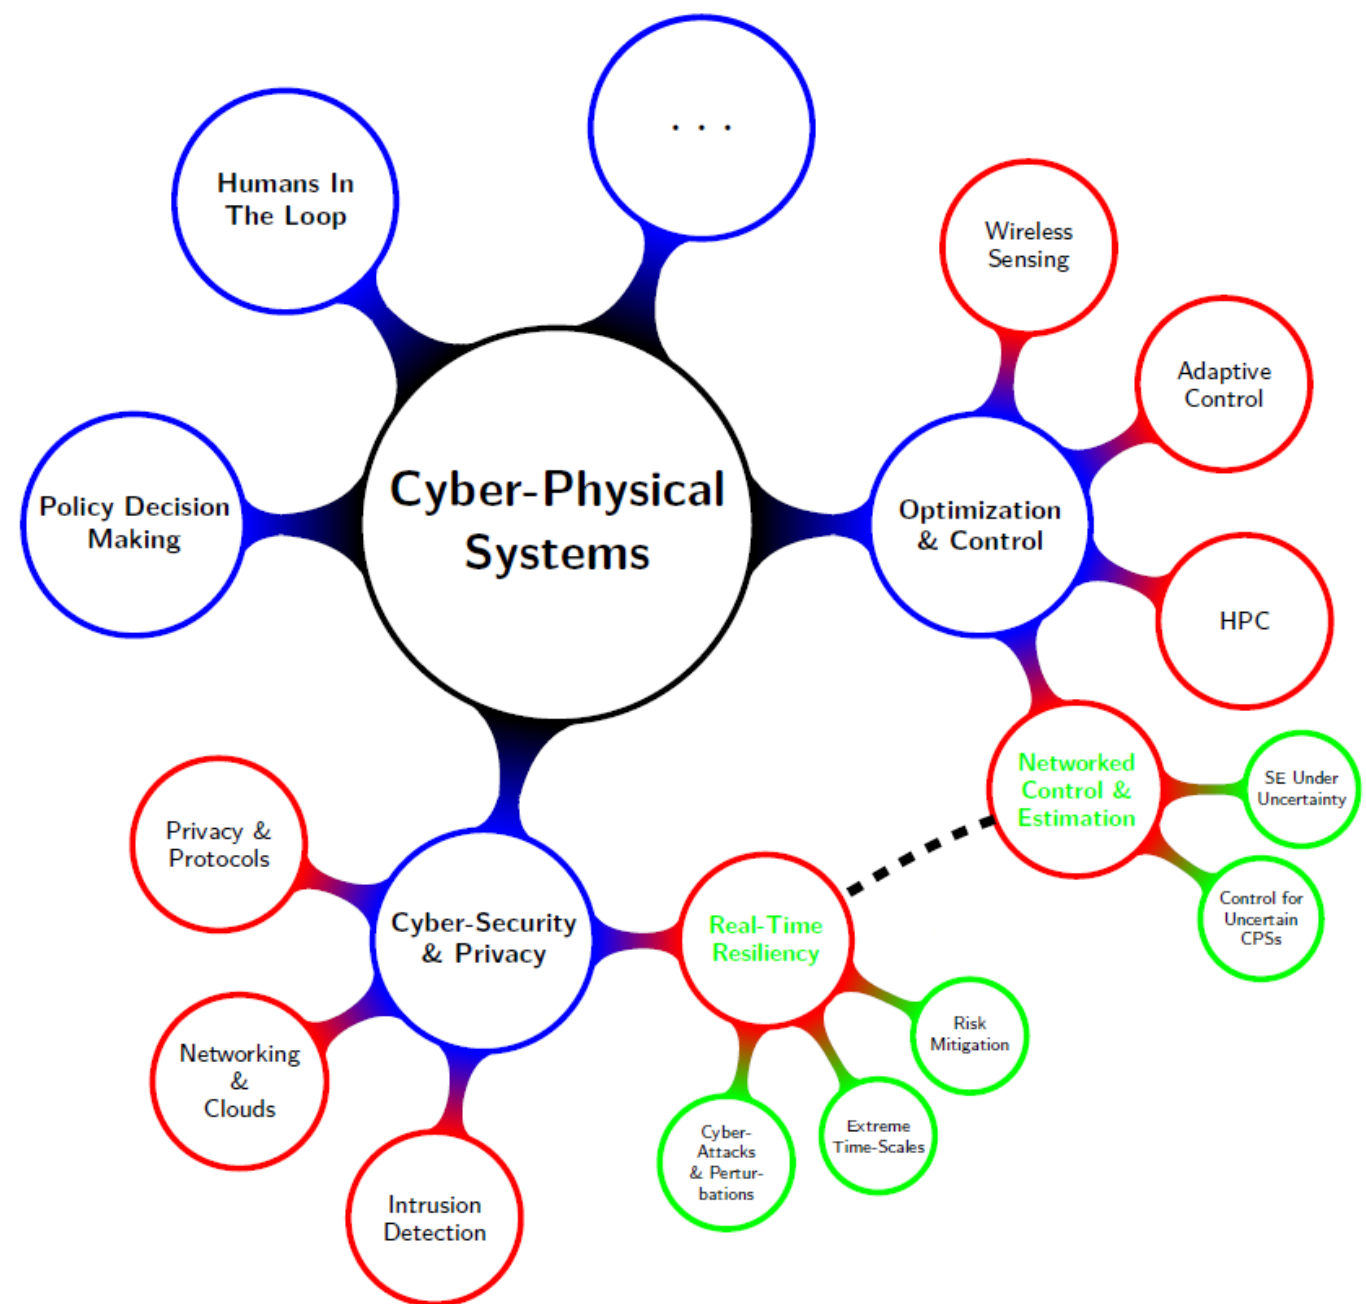 . . .
Humans In
The Loop
Wireless
Sensing
Adaptive
Control
Cyber-Physical
Systems
Policy Decision
Making
Optimization
& Control
HPC
Networked
Control &
Estimation
SE Under
Uncertainty
Control for
Uncertain
CPSs
Privacy &
Protocols
Cyber-Security
& Privacy
Real-Time
Resiliency
Risk
Mitigation
Networking
&
Clouds
Extreme
Time-Scales
Cyber-
Attacks
& Pertur-
bations
Intrusion
Detection